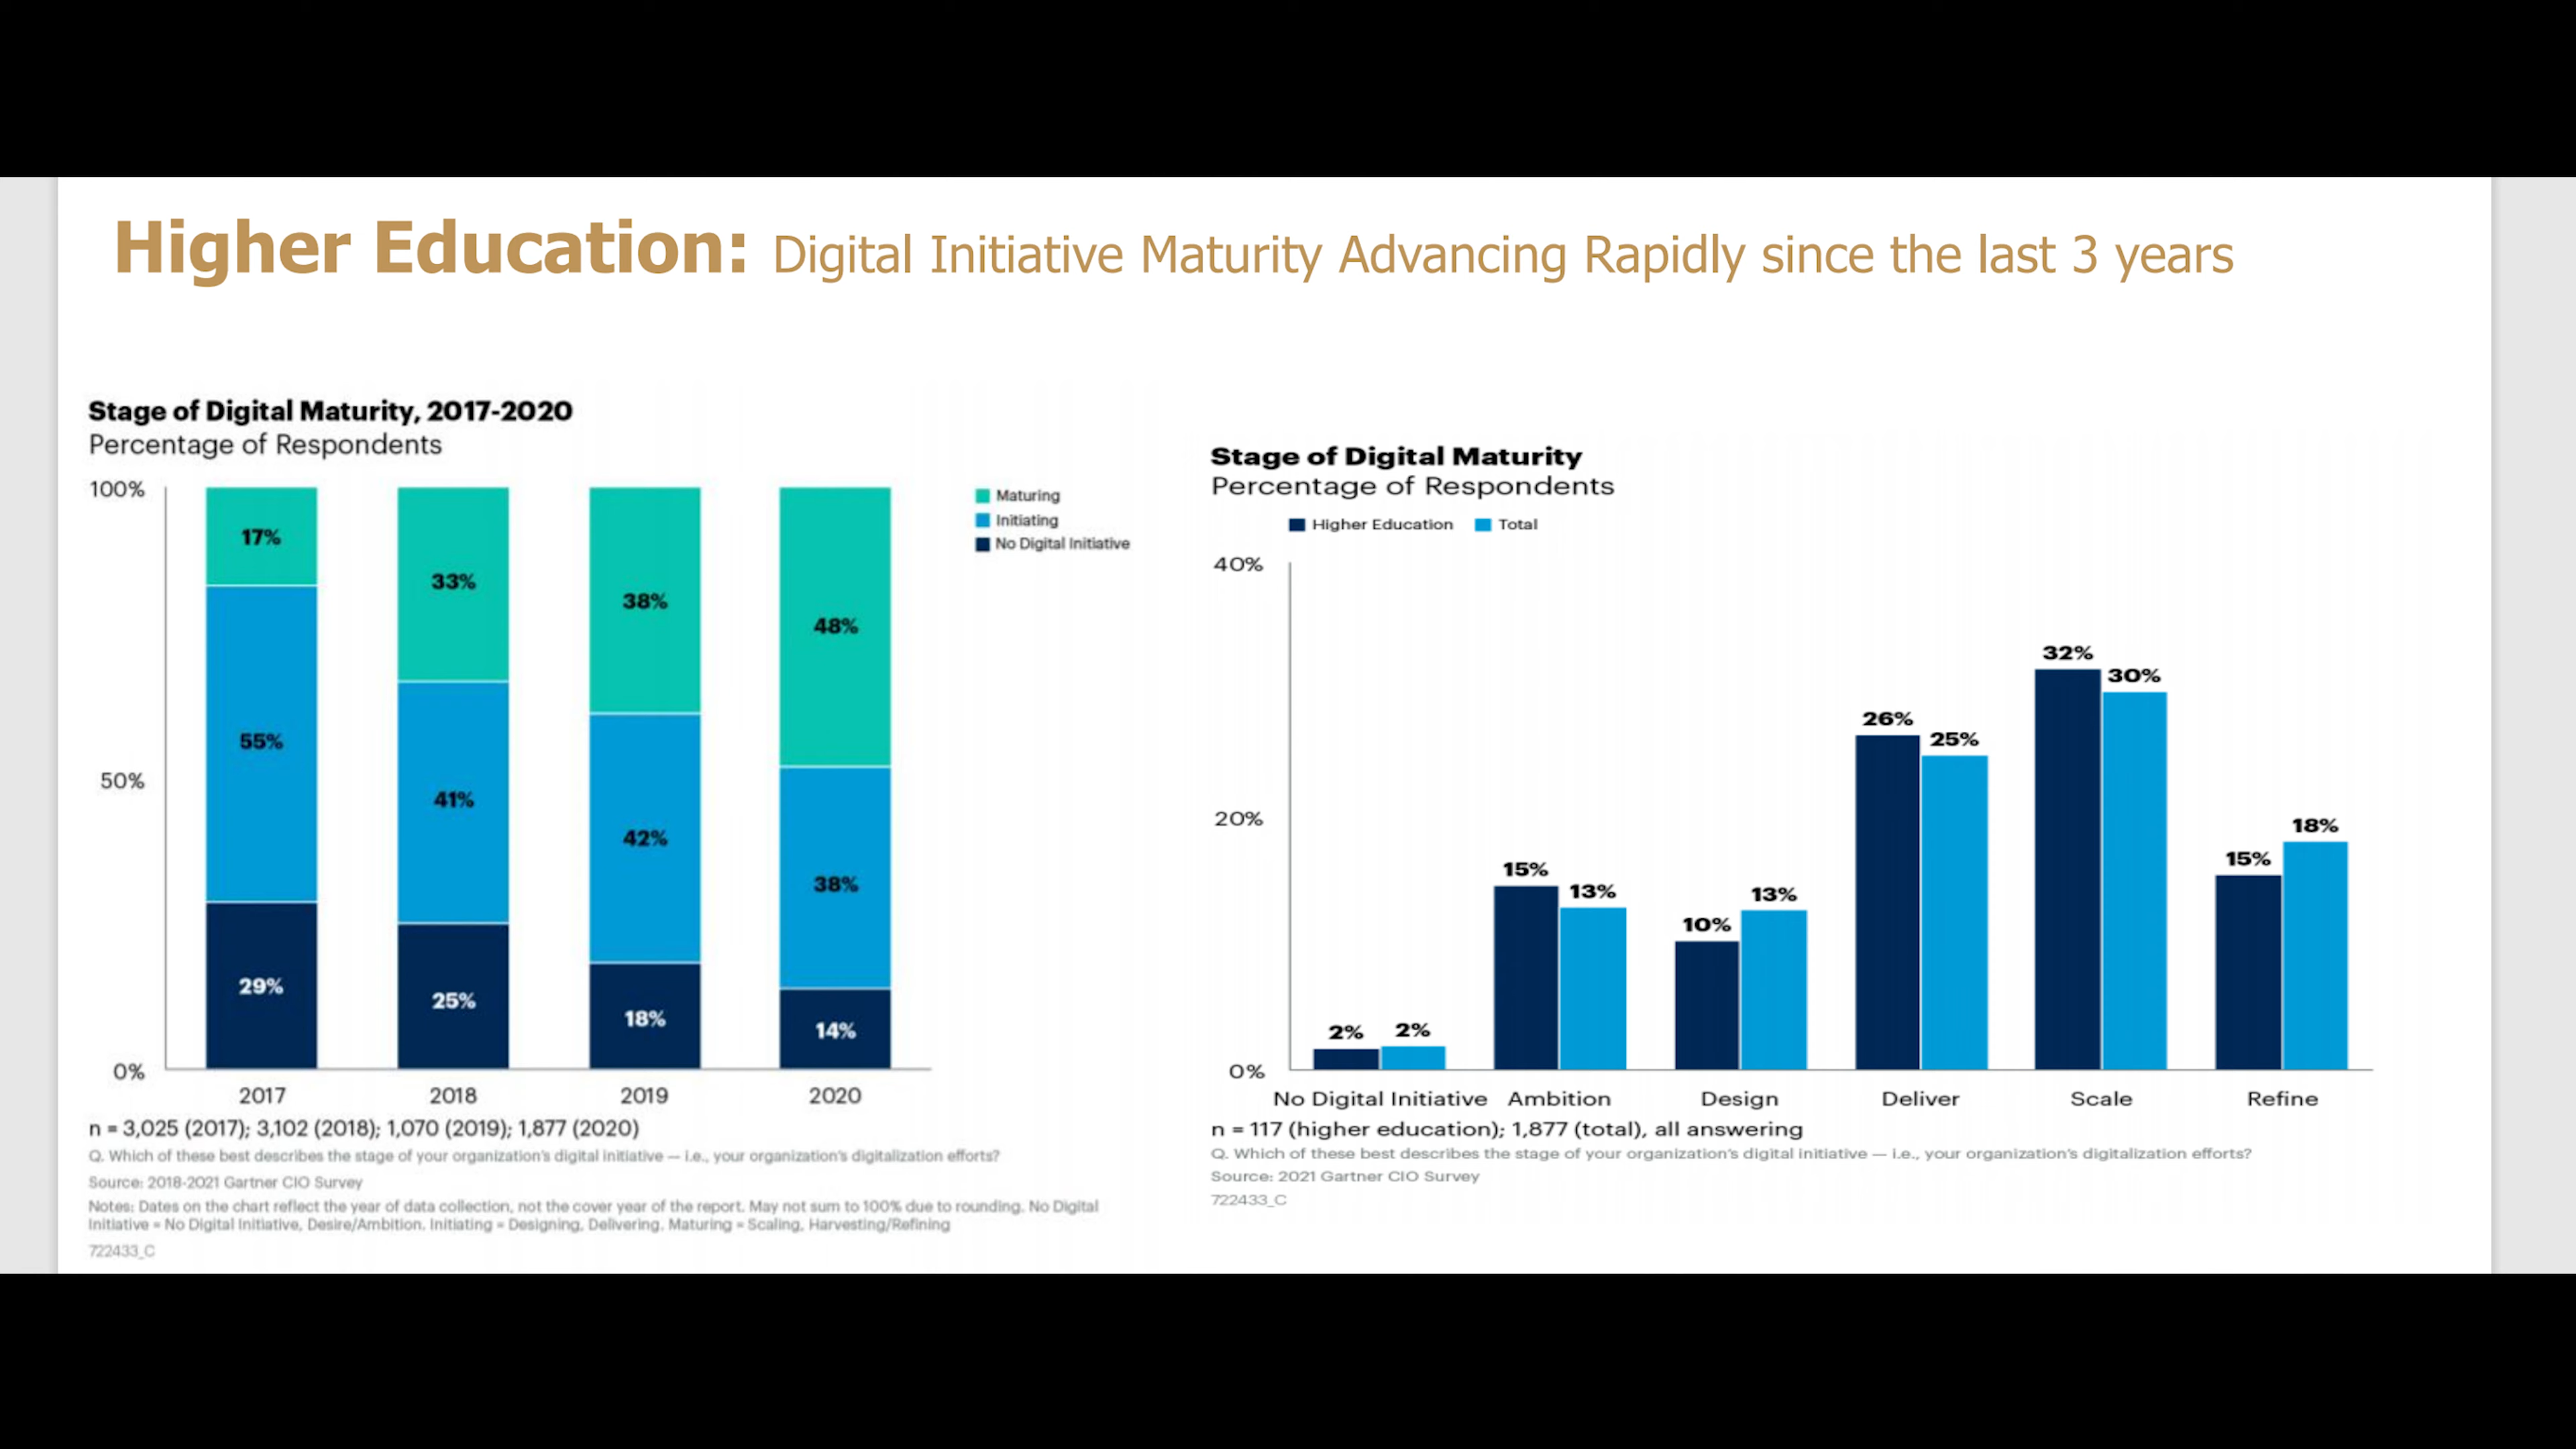 Higher Education: Digital Initiative Maturity Advancing Rapidly since the last 3 years
Stage of Digital Maturity, 2017-2020
Percentage of Respondents
100%
50%
0%
17%
55%
29%
33%
41%
25%
38%
42%
18%
48%
38%
14%
2017
2018
2019
2020
Maturing
Initiating
No Digital Initiative
n = 3,025 (2017); 3,102 (2018); 1,070 (2019); 1,877 (2020)
Q. Which of these best describes the stage of your organization's digital initiative — i.e., your organization's digitalization efforts?
Source: 2018-2021 Gartner CIO Survey
Notes: Dates on the chart reflect the year of data collection, not the cover year of the report. May not sum to 100% due to rounding. No Digital
Initiative = No Digital Initiative, Desire/Ambition. Initiating = Designing, Delivering. Maturing = Scaling, Harvesting/Refining
722433_C
Stage of Digital Maturity
Percentage of Respondents
Higher Education Total
40%
20%
0%
2% 2%
15% 13%
10% 13%
26% 25%
32% 30%
15% 18%
No Digital Initiative Ambition Design Deliver Scale Refine
n = 117 (higher education); 1,877 (total), all answering
Q. Which of these best describes the stage of your organization's digital initiative — i.e., your organization's digitalization efforts?
Source: 2021 Gartner CIO Survey
722433_C